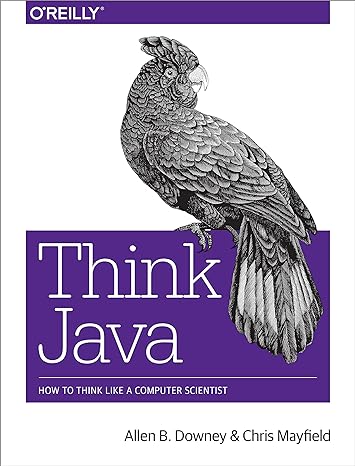 O'REILLY®
Think
Java
HOW TO THINK LIKE A COMPUTER SCIENTIST
Allen B. Downey & Chris Mayfield